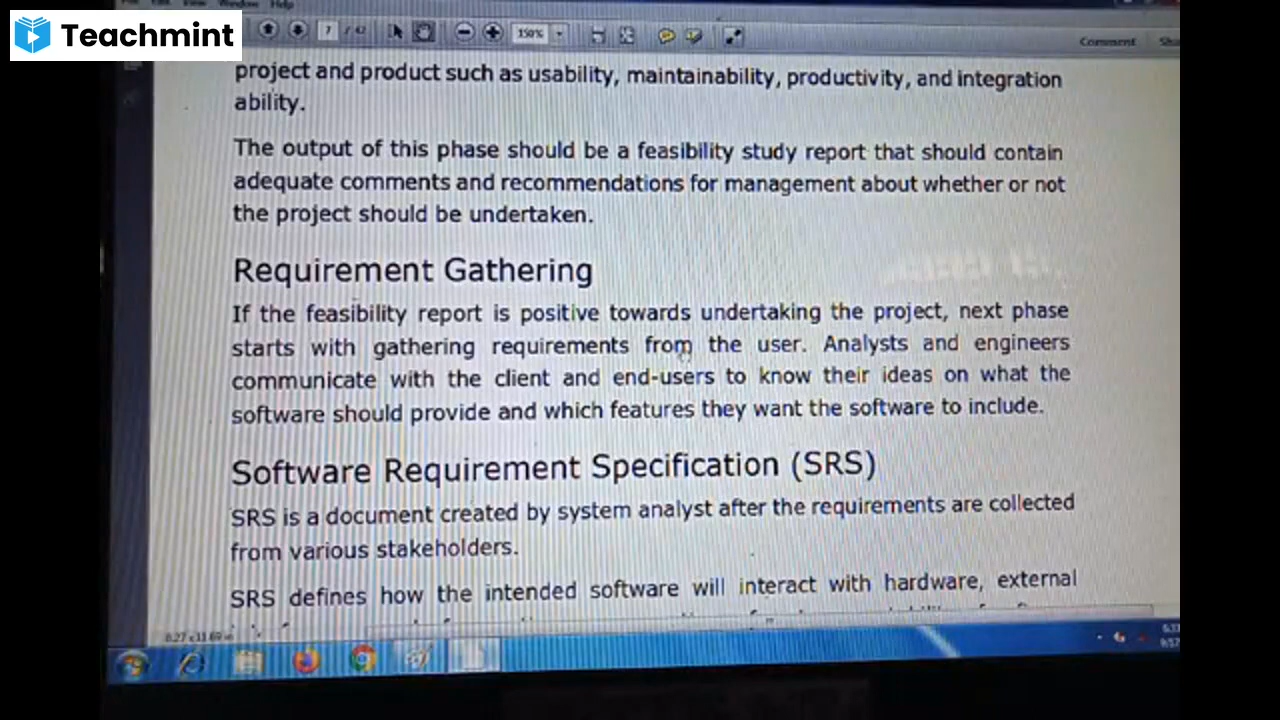 Teachmint
7
150%
Comment
project and product such as usability, maintainability, productivity, and integration
ability.
The output of this phase should be a feasibility study report that should contain
adequate comments and recommendations for management about whether or not
the project should be undertaken.
Requirement Gathering
If the feasibility report is positive towards undertaking the project, next phase
starts with gathering requirements from the user. Analysts and engineers
communicate with the client and end-users to know their ideas on what the
software should provide and which features they want the software to include.
Software Requirement Specification (SRS)
SRS is a document created by system analyst after the requirements are collected
from various stakeholders.
SRS defines how the intended software will interact with hardware, external